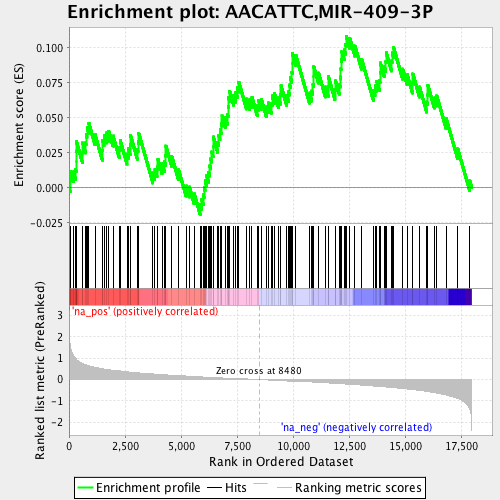 Enrichment plot: AACATTC,MIR-409-3P
Enrichment score (ES)
0.100
0.075
0.050
0.025
0.000
-0.025
'na_pos' (positively correlated)
Ranked list metric (PreRanked)
3
2
1
0
-1
-2
Zero cross at 8480
'na_neg' (negatively correlated)
0
2,500
5,000
7,500
10,000
12,500
15,000
17,500
Rank in Ordered Dataset
Enrichment profile
Hits
Ranking metric scores